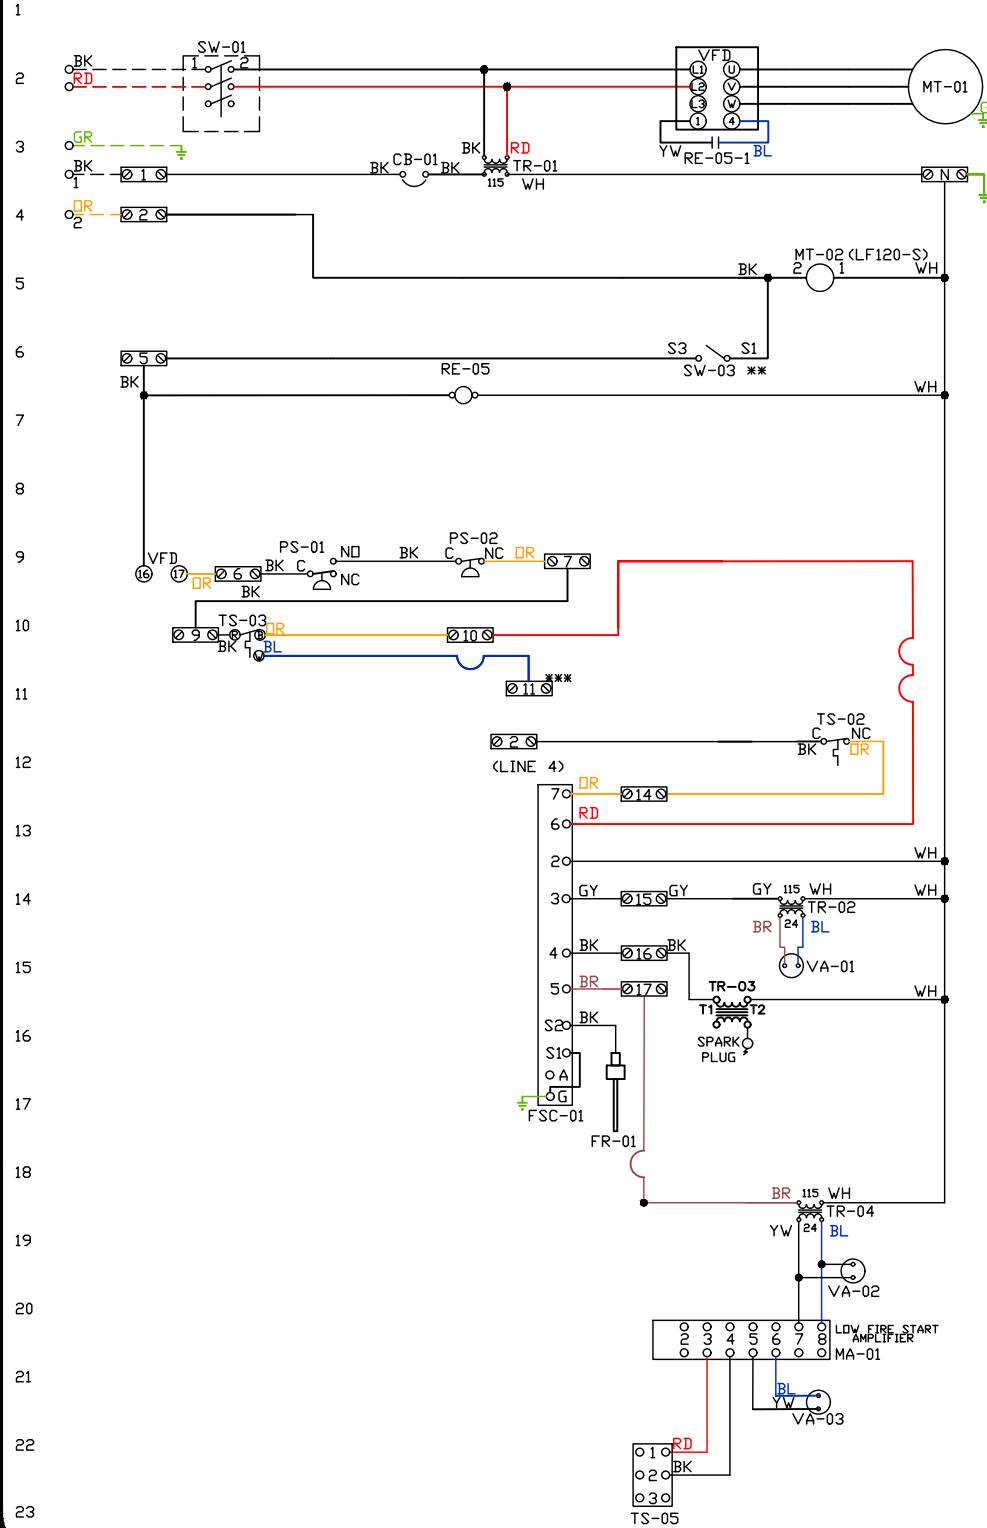 1
SW-01
BK 1 2 VFD
2 RD L1 U
L2 V MT-01
L3 W
1 4
3 GR BK RD YW RE-05-1 BL
BK CB-01 TR-01
1 1 BK BK 115 WH N
OR
4 2 2
MT-02(LF120-S)
5 BK 2 1 WH
6 5 S3 S1
BK RE-05 SW-03 **
WH
7
8
9 VFD PS-01 NO BK PS-02
16 17 OR 6 BK C NC C NC OR 7
BK
10 TS-03
9 BK R B OR 10
W BL
11 11 ***
TS-02
2 C NC
12 (LINE 4) BK OR
7 OR 14
13 6 RD
2 WH
14 3 GY 15 GY GY 115 WH WH
TR-02
BR 24 BL
4 BK 16 BK
15 VA-01
5 BR 17 TR-03 WH
T1 T2
16 S2 BK
SPARK
PLUG
S1
A
17 G
FSC-01
FR-01
18
BR 115 WH
TR-04
19 YW 24 BL
VA-02
20
2 3 4 5 6 7 8 LOW FIRE START
AMPLIFIER
MA-01
21
BL
YW
VA-03
22 RD
1
2 BK
3
23 TS-05